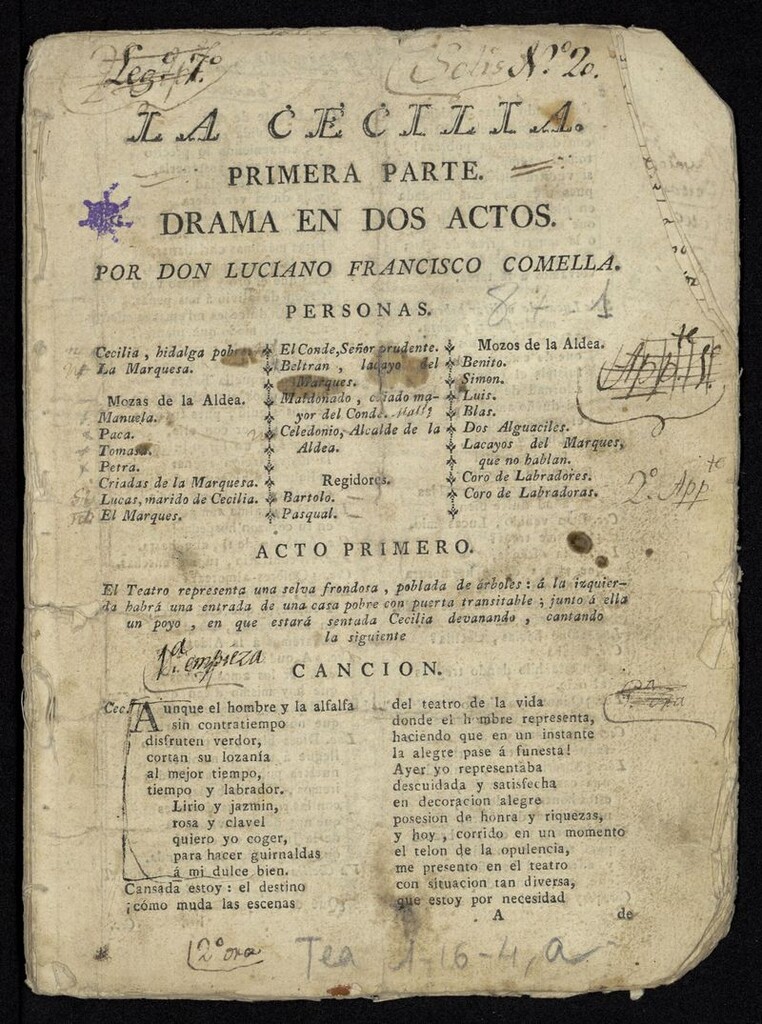 Leg.º 7.º
Solis N.º 20.
LA CECILIA.
PRIMERA PARTE.
DRAMA EN DOS ACTOS.
POR DON LUCIANO FRANCISCO COMELLA.
PERSONAS.
8 + 1
Cecilia, hidalga pobre
La Marquesa.
Mozas de la Aldea.
Manuela.
Paca.
Tomasa.
Petra.
Criadas de la Marquesa.
Lucas, marido de Cecilia.
El Marques.
El Conde, Señor prudente.
Beltran, lacayo del
Marques.
Maldonado, criado ma-
yor del Conde.
Celedonio, Alcalde de la
Aldea.
Regidores.
Bartolo.
Pasqual.
Mozos de la Aldea.
Benito.
Simon.
Luis.
Blas.
Dos Alguaciles.
Lacayos del Marques,
que no hablan.
Coro de Labradores.
Coro de Labradoras.
App.te
2.º App.te
ACTO PRIMERO.
El Teatro representa una selva frondosa, poblada de árboles: á la izquier-
da habrá una entrada de una casa pobre con puerta transitable; junto á ella
un poyo, en que estará sentada Cecilia devanando, cantando
la siguiente
1.ª empieza
CANCION.
Cec. Aunque el hombre y la alfalfa
sin contratiempo
disfruten verdor,
cortan su lozanía
al mejor tiempo,
tiempo y labrador.
Lirio y jazmin,
rosa y clavel
quiero yo coger,
para hacer guirnaldas
á mi dulce bien.
Cansada estoy: el destino
¡cómo muda las escenas
del teatro de la vida
donde el h mbre representa,
haciendo que en un instante
la alegre pase á funesta!
Ayer yo representaba
descuidada y satisfecha
en decoracion alegre
posesion de honra y riquezas,
y hoy, corrido en un momento
el telon de la opulencia,
me presento en el teatro
con situacion tan diversa,
que estoy por necesidad
A de
2.º ora
Tea 1-16-4, a